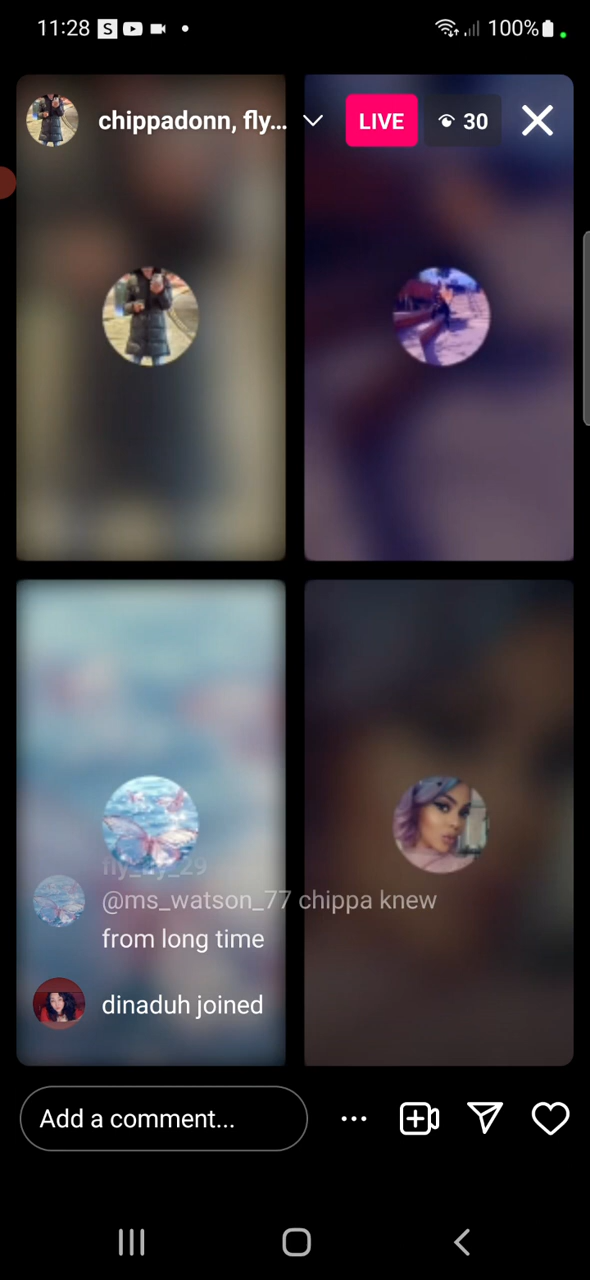 11:28 S 100%
chippadonn, fly... LIVE 30
@ms_watson_77 chippa knew
from long time
dinaduh joined
Add a comment...